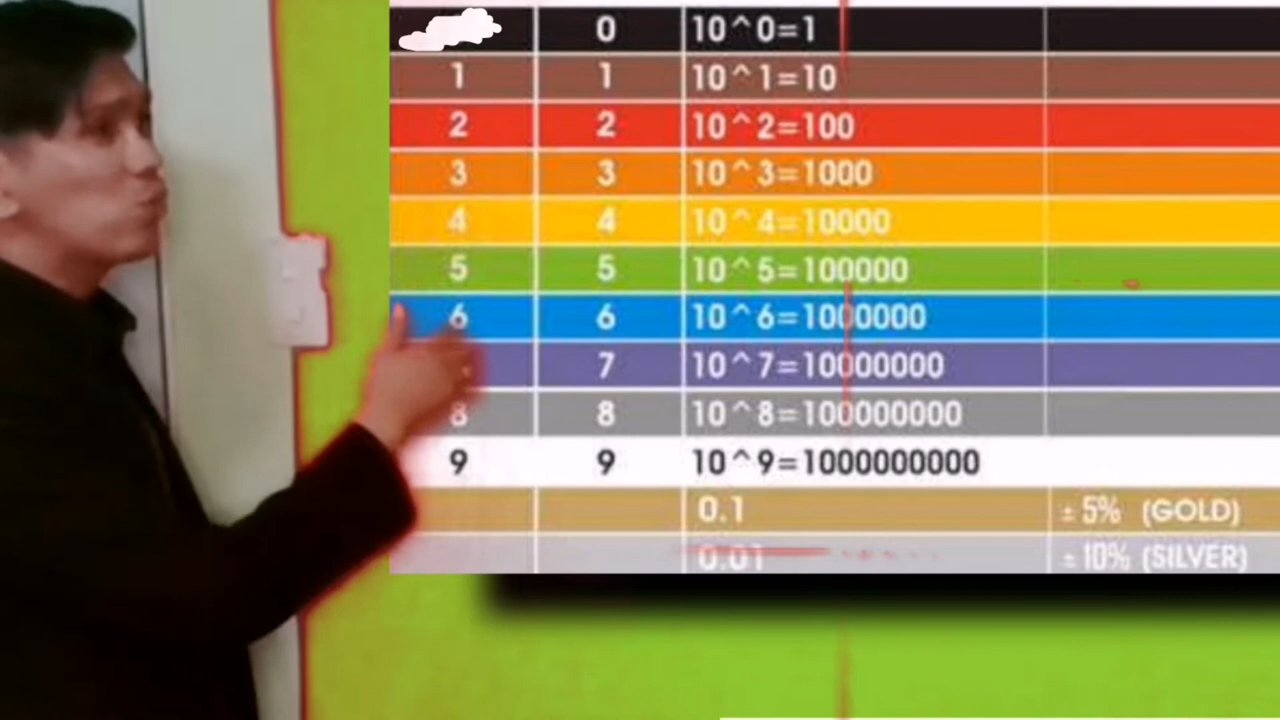 0 10^0=1
1 1 10^1=10
2 2 10^2=100
3 3 10^3=1000
4 4 10^4=10000
5 5 10^5=100000
6 6 10^6=1000000
7 10^7=10000000
8 8 10^8=100000000
9 9 10^9=1000000000
0.1 ± 5% (GOLD)
0.01 ± 10% (SILVER)